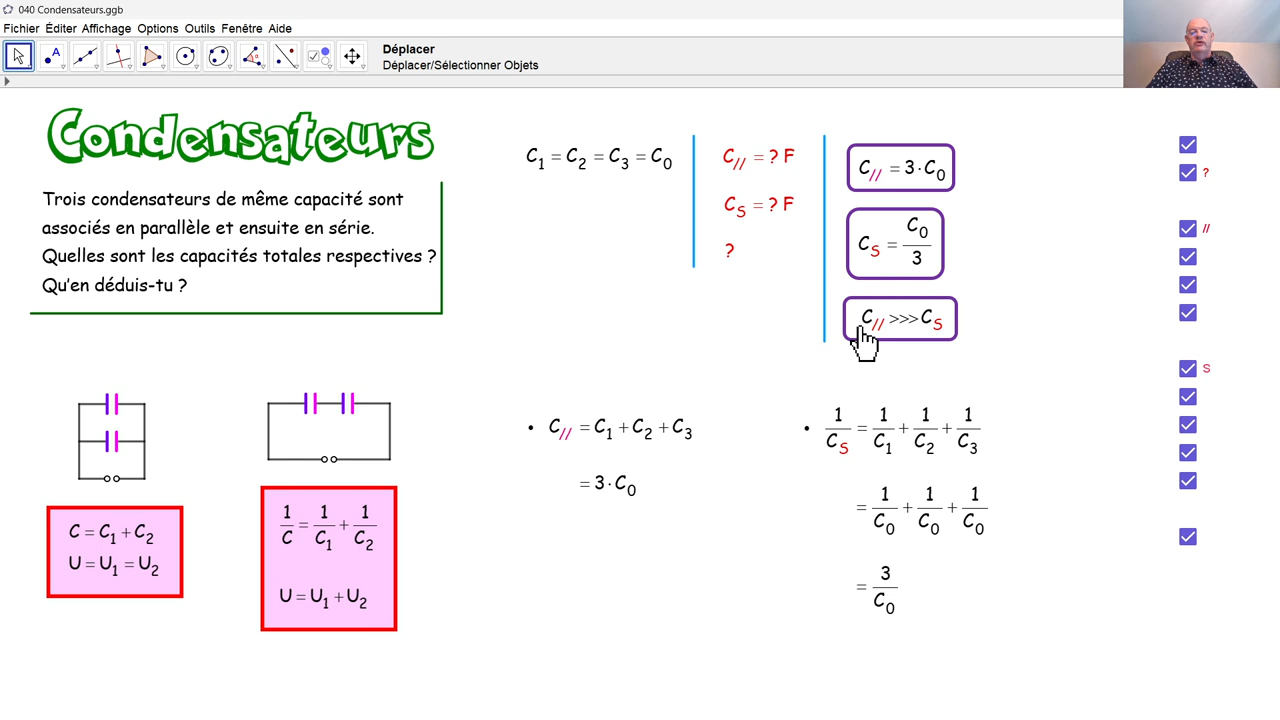 040 Condensateurs.ggb
Fichier Éditer Affichage Options Outils Fenêtre Aide
A
Déplacer
Déplacer/Sélectionner Objets
Condensateurs
Trois condensateurs de même capacité sont
associés en parallèle et ensuite en série.
Quelles sont les capacités totales respectives ?
Qu'en déduis-tu ?
C₁ = C₂ = C₃ = C₀
C// = ? F
C_S = ? F
?
C// = 3·C₀
C_S = C₀/3
C// >>> C_S
?
//
S
C = C₁ + C₂
U = U₁ = U₂
1/C = 1/C₁ + 1/C₂
U = U₁ + U₂
• C// = C₁ + C₂ + C₃
= 3·C₀
• 1/C_S = 1/C₁ + 1/C₂ + 1/C₃
= 1/C₀ + 1/C₀ + 1/C₀
= 3/C₀